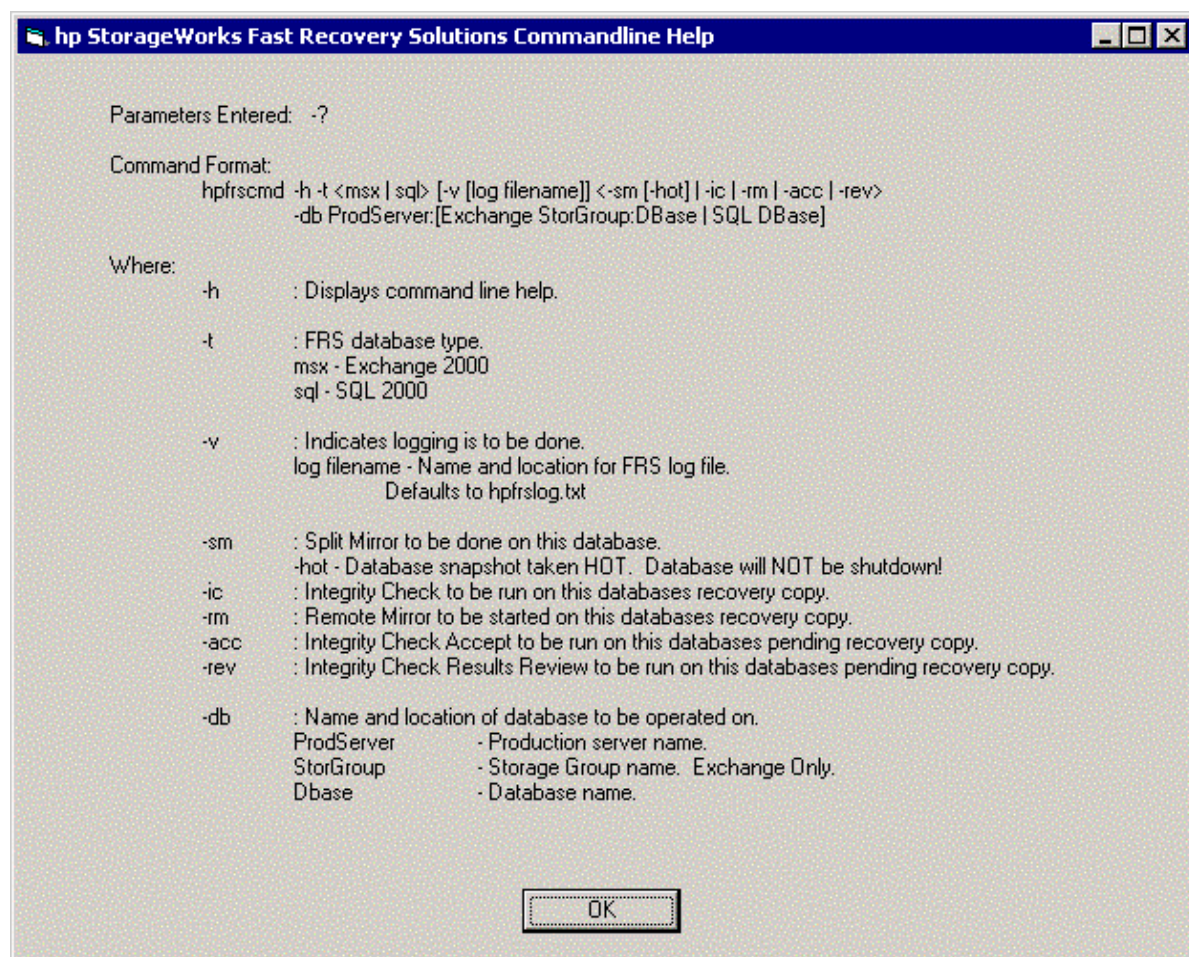 hp StorageWorks Fast Recovery Solutions Commandline Help
Parameters Entered: -?
Command Format:
hpfrscmd -h -t <msx | sql> [-v [log filename]] <-sm [-hot] | -ic | -rm | -acc | -rev>
-db ProdServer:[Exchange StorGroup:DBase | SQL DBase]
Where:
-h : Displays command line help.
-t : FRS database type.
msx - Exchange 2000
sql - SQL 2000
-v : Indicates logging is to be done.
log filename - Name and location for FRS log file.
Defaults to hpfrslog.txt
-sm : Split Mirror to be done on this database.
-hot - Database snapshot taken HOT. Database will NOT be shutdown!
-ic : Integrity Check to be run on this databases recovery copy.
-rm : Remote Mirror to be started on this databases recovery copy.
-acc : Integrity Check Accept to be run on this databases pending recovery copy.
-rev : Integrity Check Results Review to be run on this databases pending recovery copy.
-db : Name and location of database to be operated on.
ProdServer - Production server name.
StorGroup - Storage Group name. Exchange Only.
Dbase - Database name.
OK